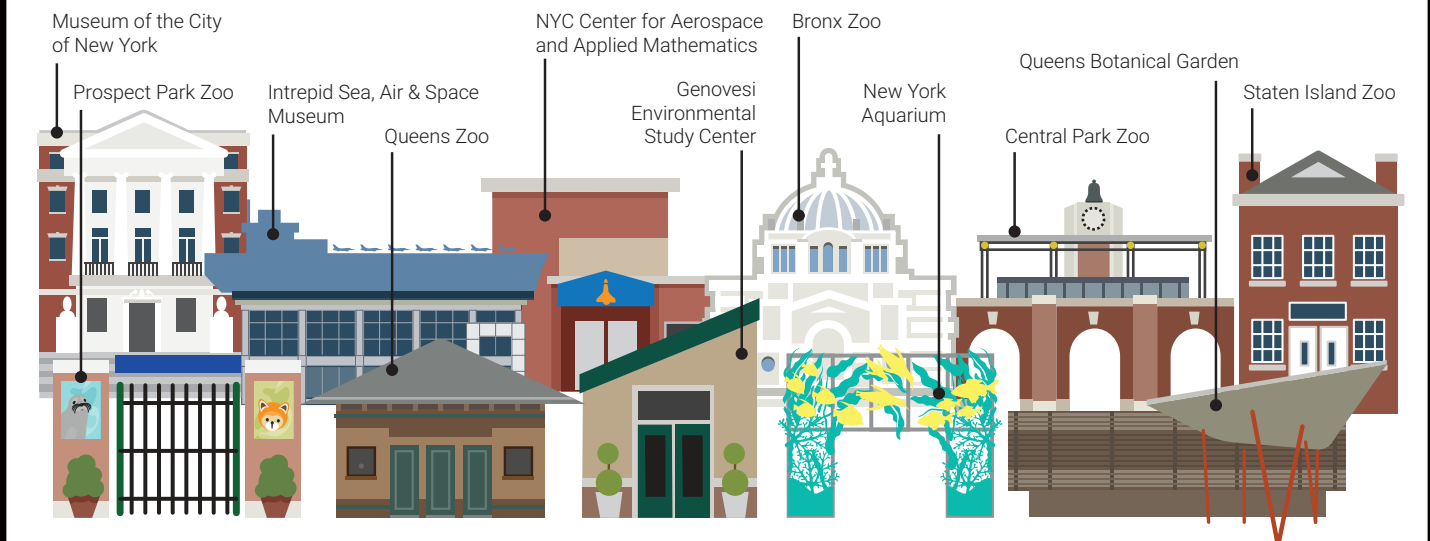 Museum of the City
of New York
Prospect Park Zoo
Intrepid Sea, Air & Space
Museum
Queens Zoo
NYC Center for Aerospace
and Applied Mathematics
Genovesi
Environmental
Study Center
Bronx Zoo
New York
Aquarium
Queens Botanical Garden
Central Park Zoo
Staten Island Zoo